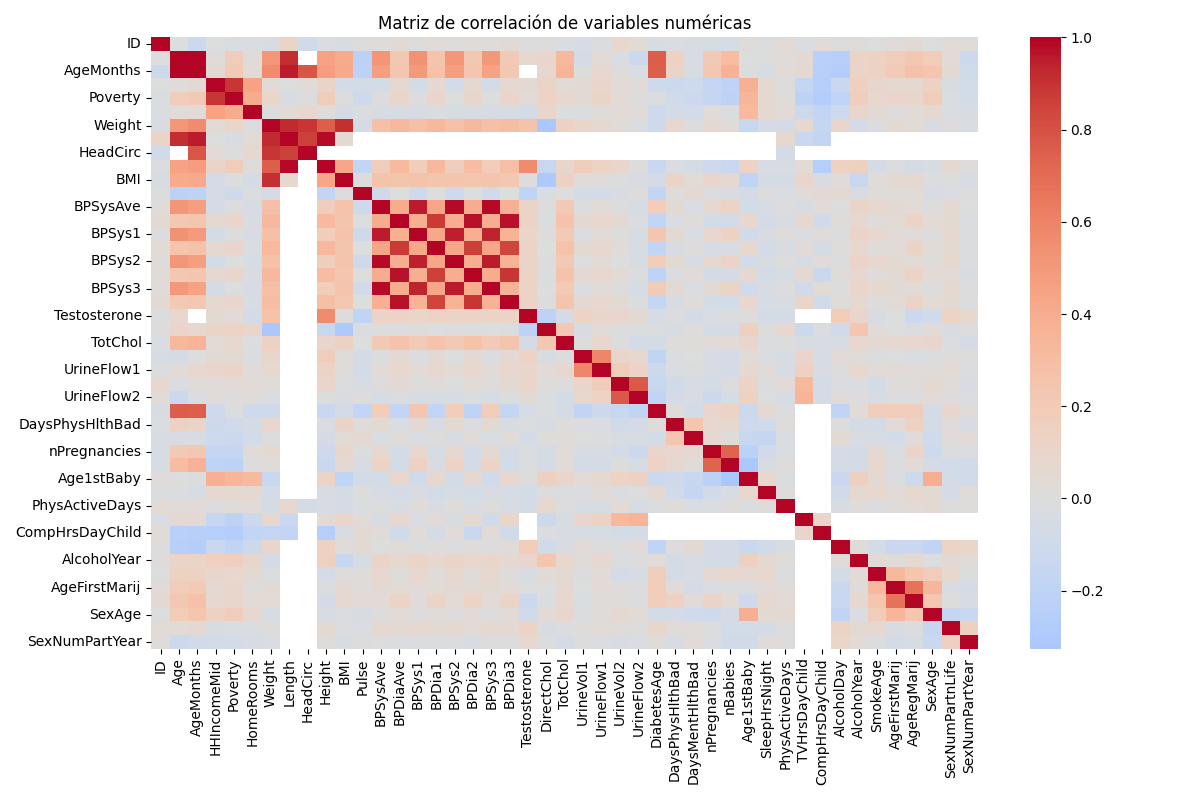 Matriz de correlación de variables numéricas
ID
AgeMonths
Poverty
Weight
HeadCirc
BMI
BPSysAve
BPSys1
BPSys2
BPSys3
Testosterone
TotChol
UrineFlow1
UrineFlow2
DaysPhysHlthBad
nPregnancies
Age1stBaby
PhysActiveDays
CompHrsDayChild
AlcoholYear
AgeFirstMarij
SexAge
SexNumPartYear
ID
Age
AgeMonths
HHIncomeMid
Poverty
HomeRooms
Weight
Length
HeadCirc
Height
BMI
Pulse
BPSysAve
BPDiaAve
BPSys1
BPDia1
BPSys2
BPDia2
BPSys3
BPDia3
Testosterone
DirectChol
TotChol
UrineVol1
UrineFlow1
UrineVol2
UrineFlow2
DiabetesAge
DaysPhysHlthBad
DaysMentHlthBad
nPregnancies
nBabies
Age1stBaby
SleepHrsNight
PhysActiveDays
TVHrsDayChild
CompHrsDayChild
AlcoholDay
AlcoholYear
SmokeAge
AgeFirstMarij
AgeRegMarij
SexAge
SexNumPartnLife
SexNumPartYear
1.0
0.8
0.6
0.4
0.2
0.0
−0.2